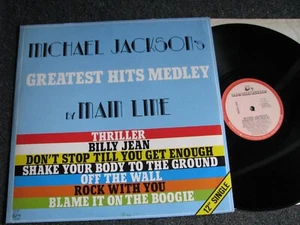 MICHAEL JACKSONs
GREATEST HITS MEDLEY
by MAIN LINE
THRILLER
BILLY JEAN
DON'T STOP TILL YOU GET ENOUGH
SHAKE YOUR BODY TO THE GROUND
OFF THE WALL
ROCK WITH YOU
BLAME IT ON THE BOOGIE
12" SINGLE